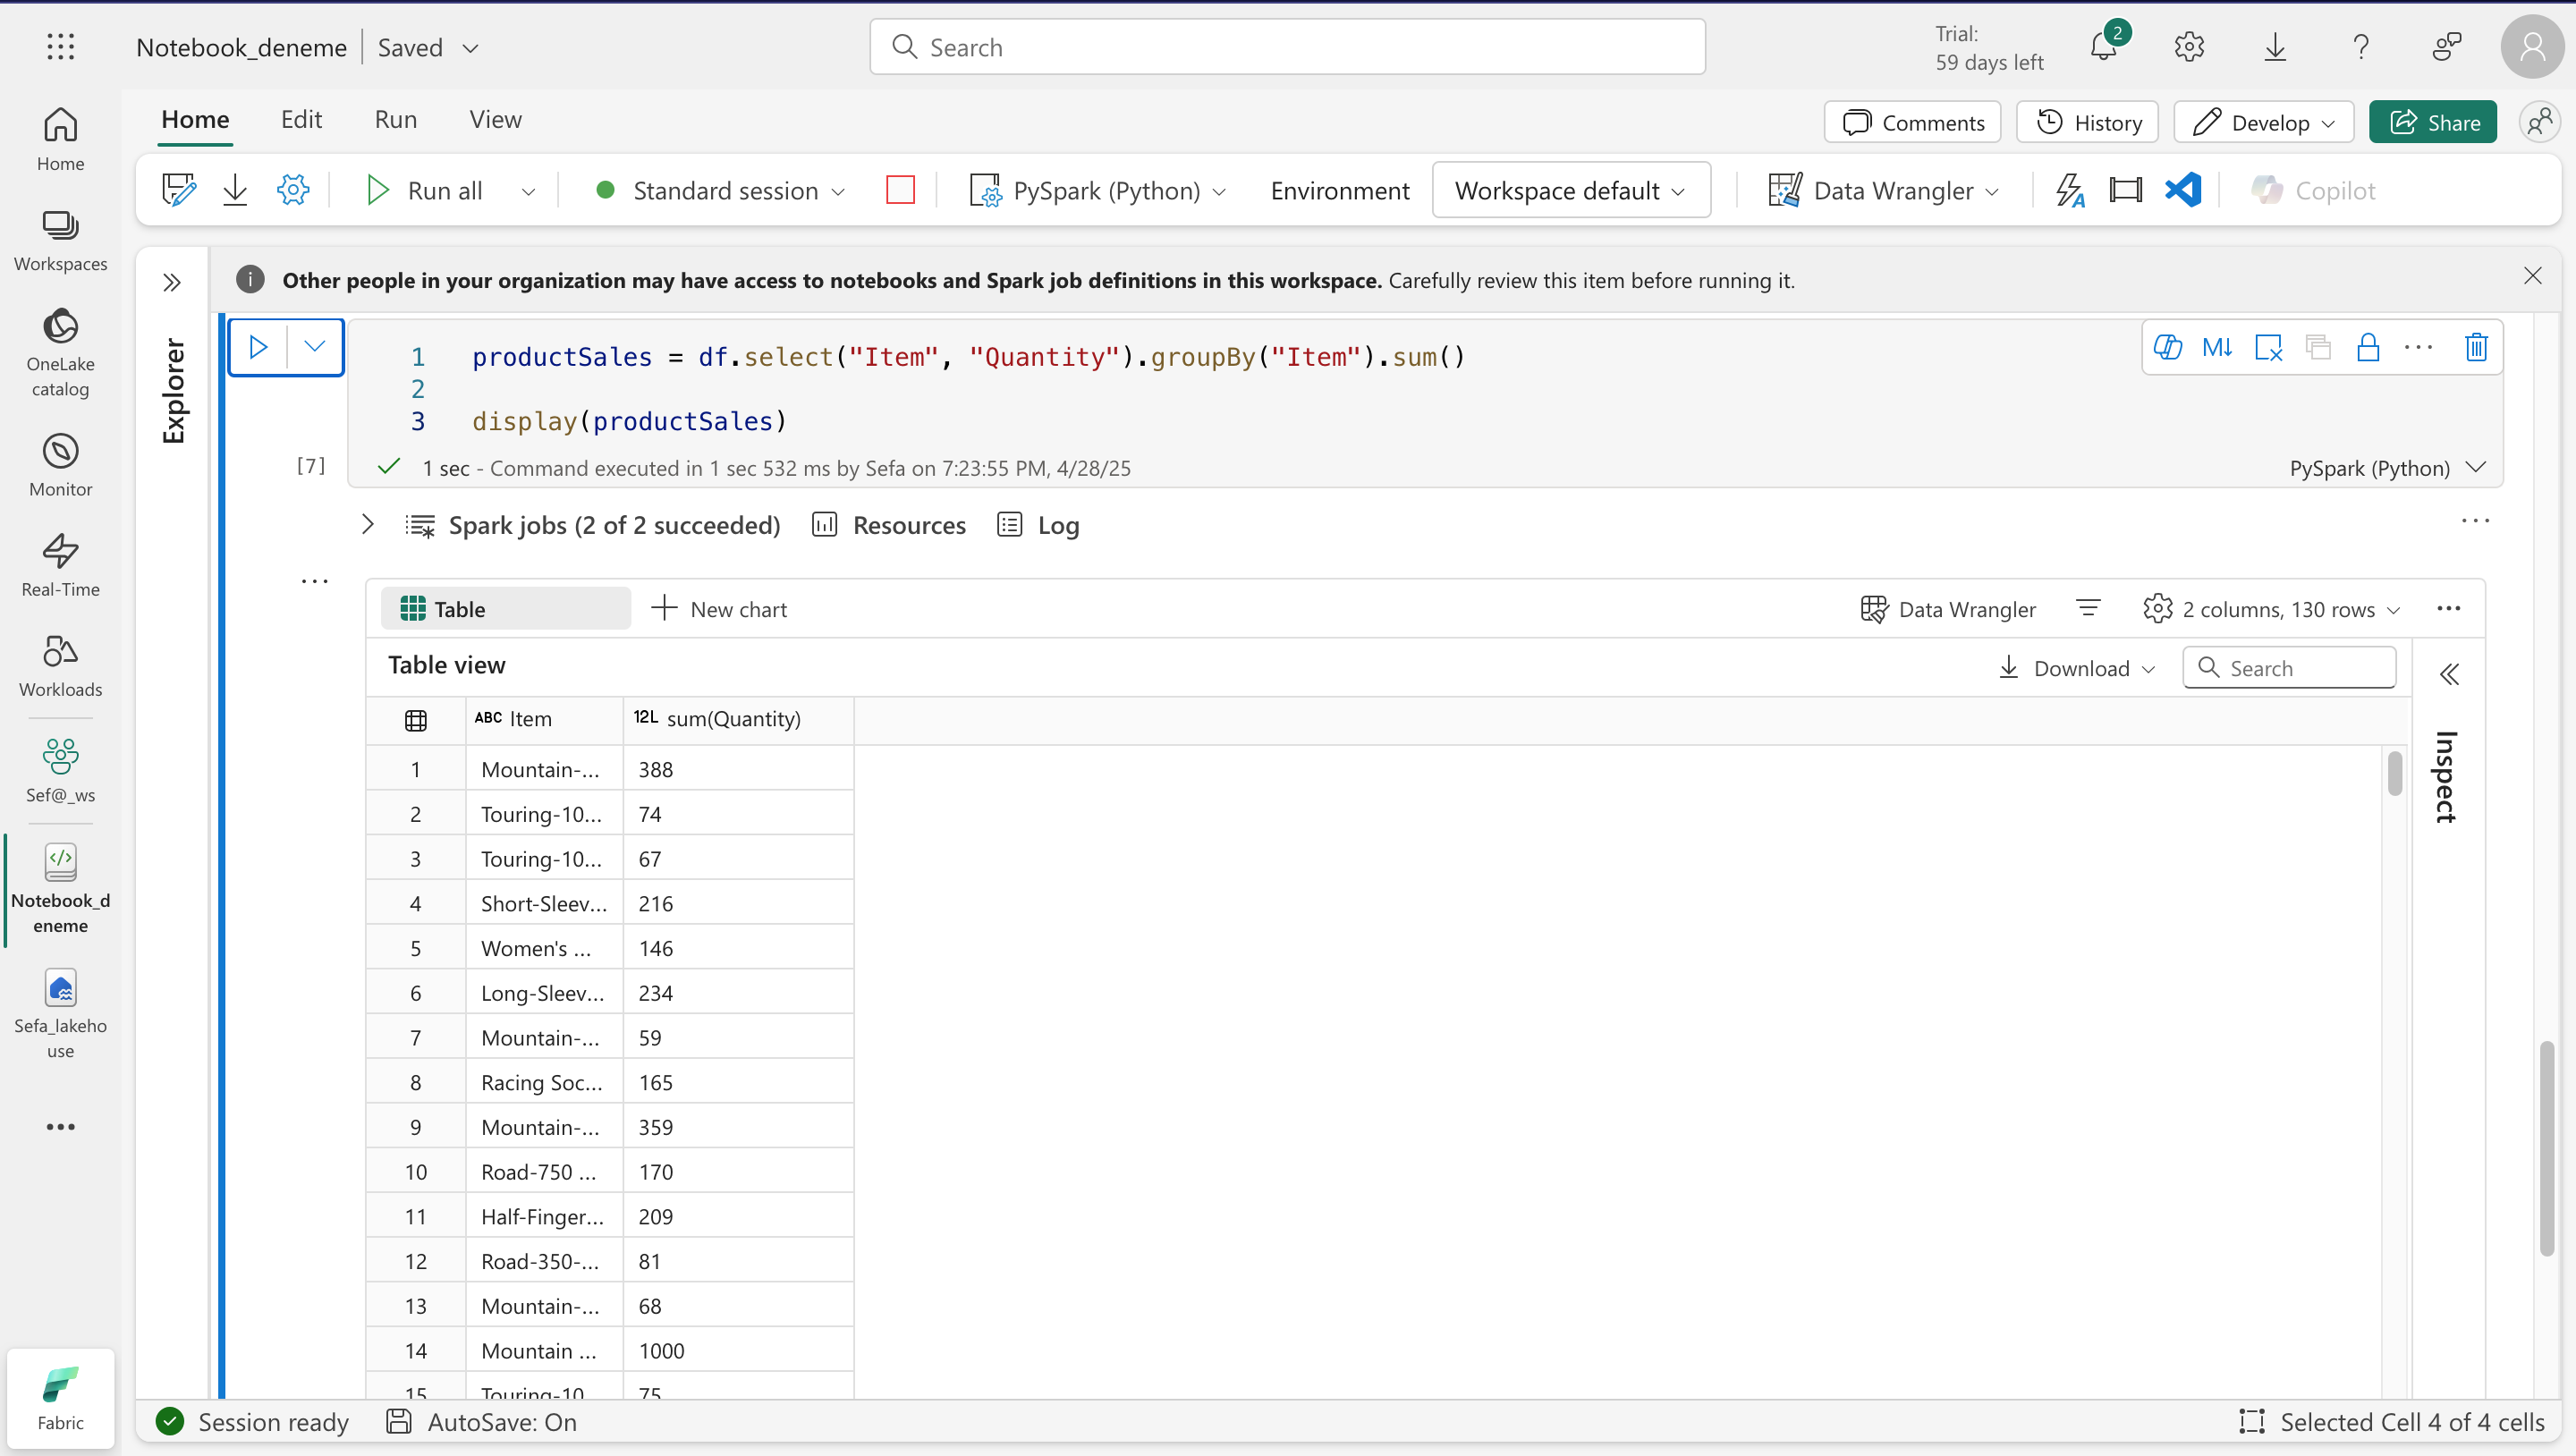 Notebook_deneme
Saved
Search
Trial:
59 days left
2
Home
Edit
Run
View
Comments
History
Develop
Share
Run all
Standard session
PySpark (Python)
Environment
Workspace default
Data Wrangler
Copilot
Home
Workspaces
OneLake
catalog
Monitor
Real-Time
Workloads
Sef@_ws
Notebook_d
eneme
Sefa_lakeho
use
Fabric
Explorer
Other people in your organization may have access to notebooks and Spark job definitions in this workspace. Carefully review this item before running it.
1 productSales = df.select("Item", "Quantity").groupBy("Item").sum()
2
3 display(productSales)
M↓
[7]
1 sec - Command executed in 1 sec 532 ms by Sefa on 7:23:55 PM, 4/28/25
PySpark (Python)
Spark jobs (2 of 2 succeeded)
Resources
Log
Table
New chart
Data Wrangler
2 columns, 130 rows
Table view
Download
Search
Inspect
ABC Item 12L sum(Quantity)
1 Mountain-... 388
2 Touring-10... 74
3 Touring-10... 67
4 Short-Sleev... 216
5 Women's ... 146
6 Long-Sleev... 234
7 Mountain-... 59
8 Racing Soc... 165
9 Mountain-... 359
10 Road-750 ... 170
11 Half-Finger... 209
12 Road-350-... 81
13 Mountain-... 68
14 Mountain ... 1000
15 Touring-10... 75
Session ready
AutoSave: On
Selected Cell 4 of 4 cells